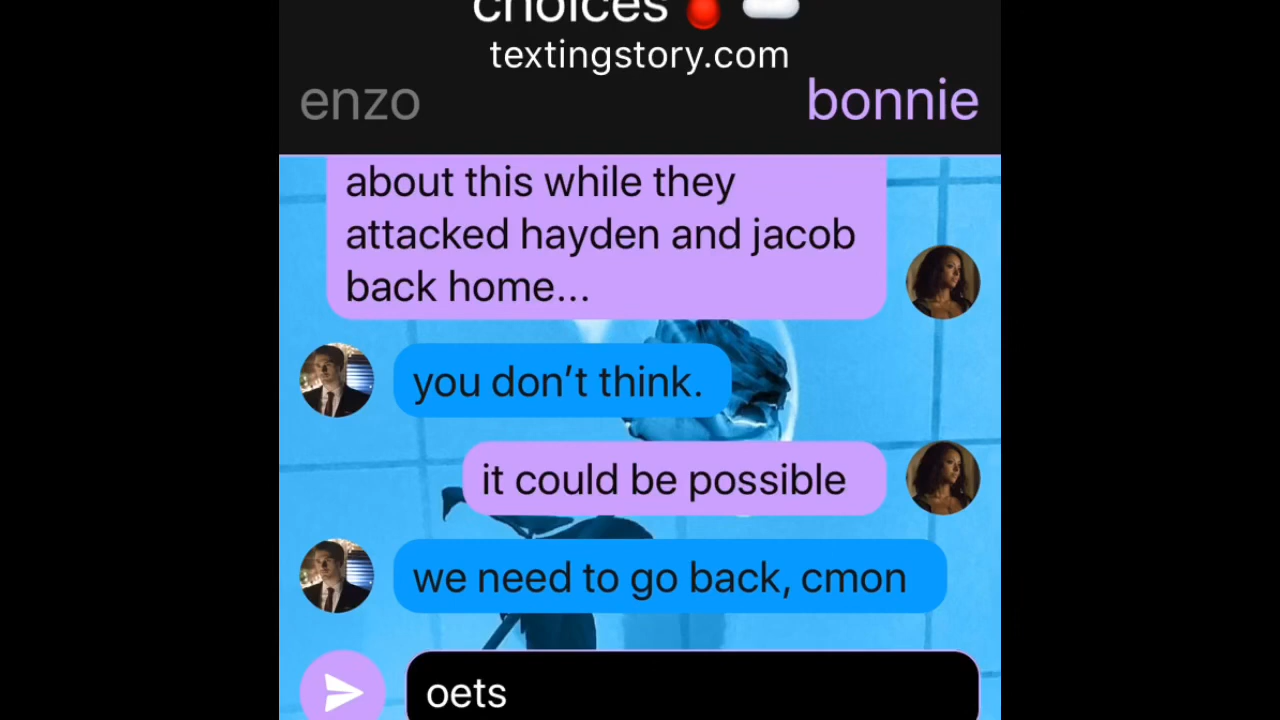 choices
textingstory.com
enzo
bonnie
about this while they
attacked hayden and jacob
back home...
you don’t think.
it could be possible
we need to go back, cmon
oets